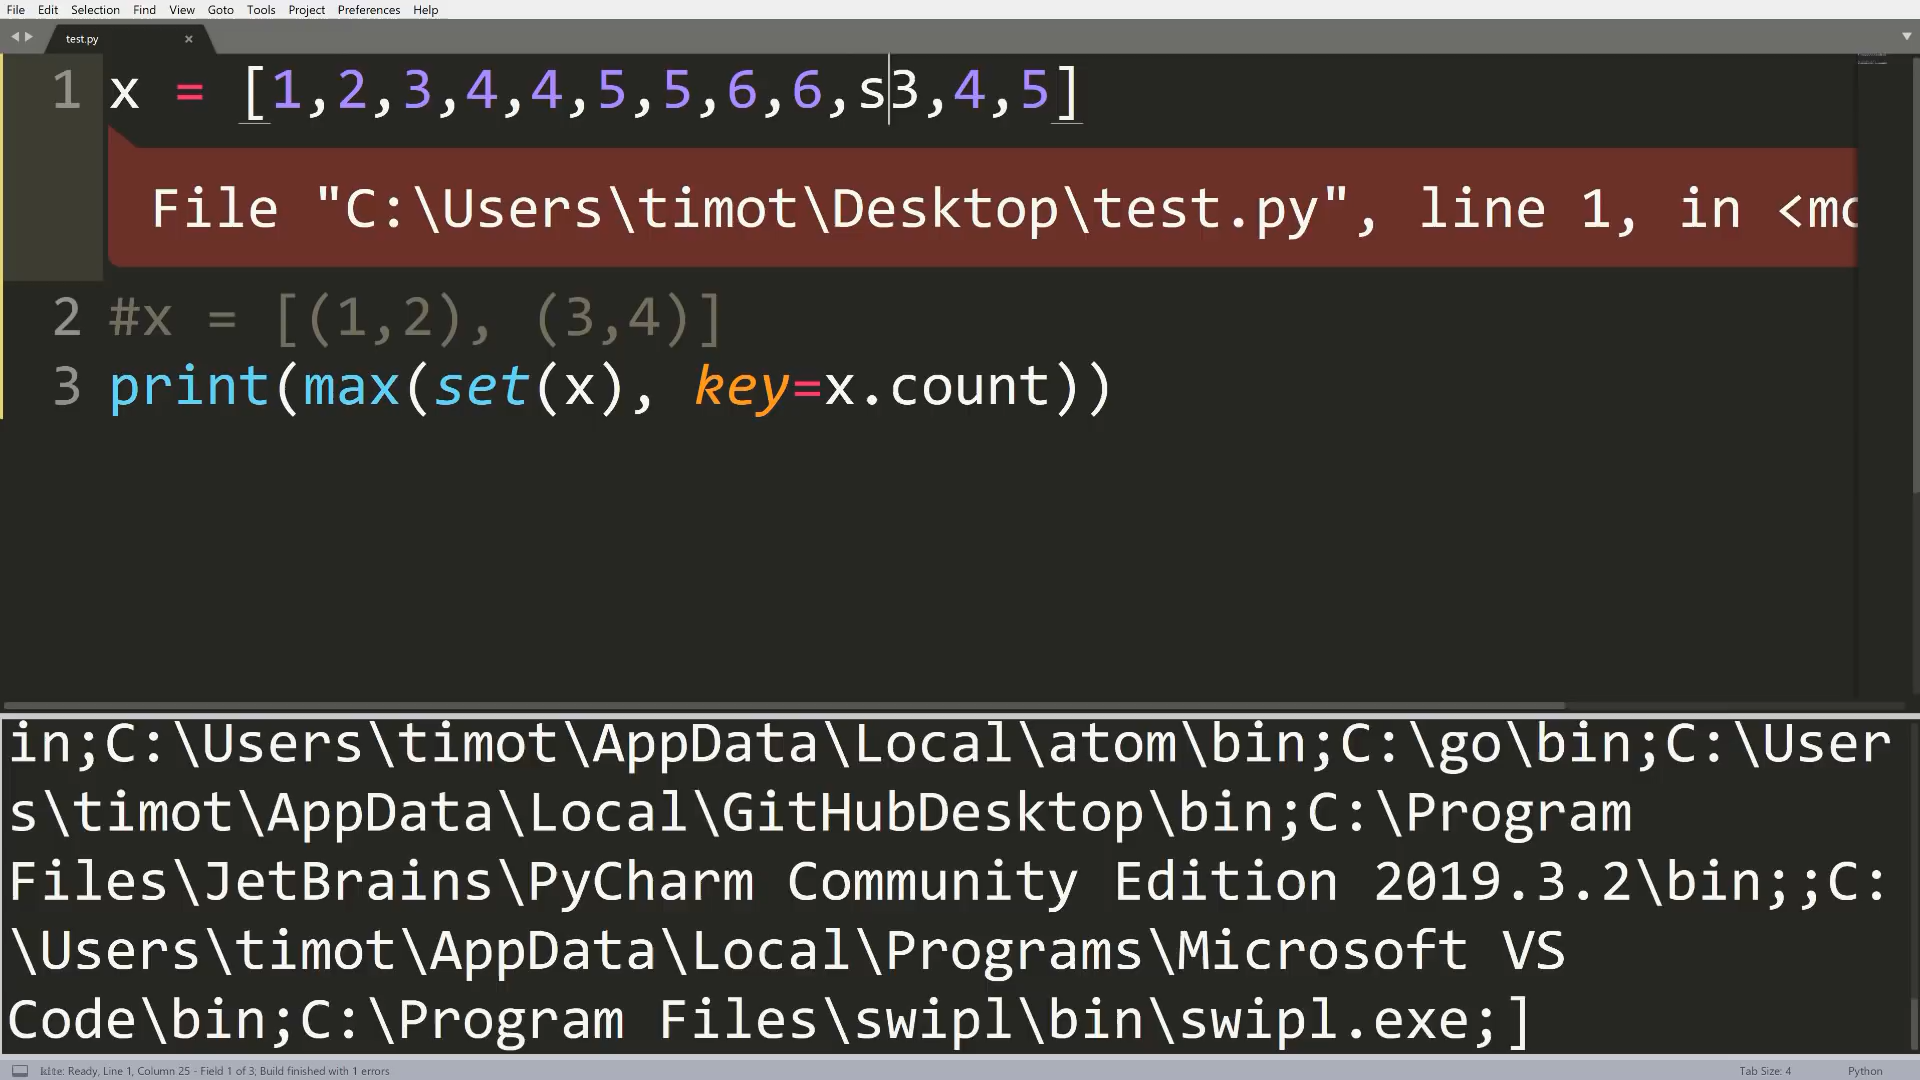 File Edit Selection Find View Goto Tools Project Preferences Help
test.py
1 x = [1,2,3,4,4,5,5,6,6,s3,4,5]
File "C:\Users\timot\Desktop\test.py", line 1, in <mo
2 #x = [(1,2), (3,4)]
3 print(max(set(x), key=x.count))
in;C:\Users\timot\AppData\Local\atom\bin;C:\go\bin;C:\User
s\timot\AppData\Local\GitHubDesktop\bin;C:\Program
Files\JetBrains\PyCharm Community Edition 2019.3.2\bin;;C:
\Users\timot\AppData\Local\Programs\Microsoft VS
Code\bin;C:\Program Files\swipl\bin\swipl.exe;]
kite: Ready, Line 1, Column 25 - Field 1 of 3; Build finished with 1 errors
Tab Size: 4
Python